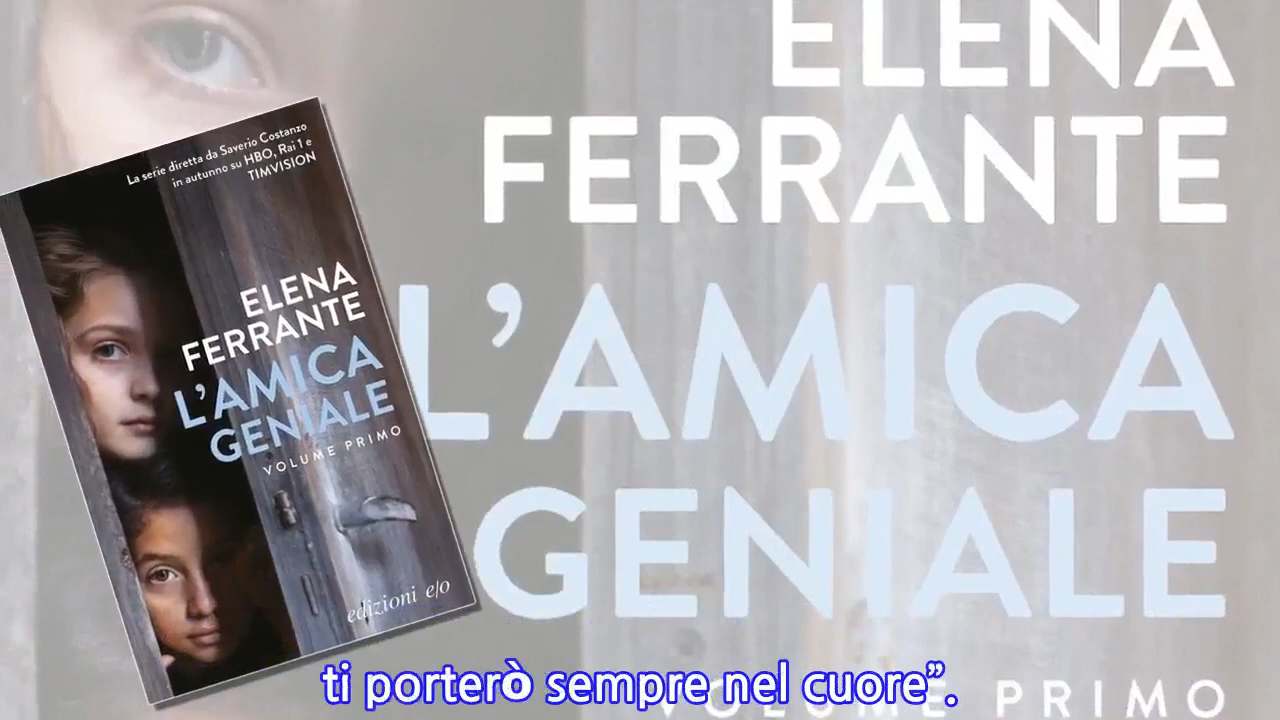 ELENA
FERRANTE
L'AMICA
GENIALE
VOLUME PRIMO
La serie diretta da Saverio Costanzo
in autunno su HBO, Rai 1 e
TIMVISION
ELENA
FERRANTE
L'AMICA
GENIALE
VOLUME PRIMO
edizioni e/o
ti porterò sempre nel cuore”.